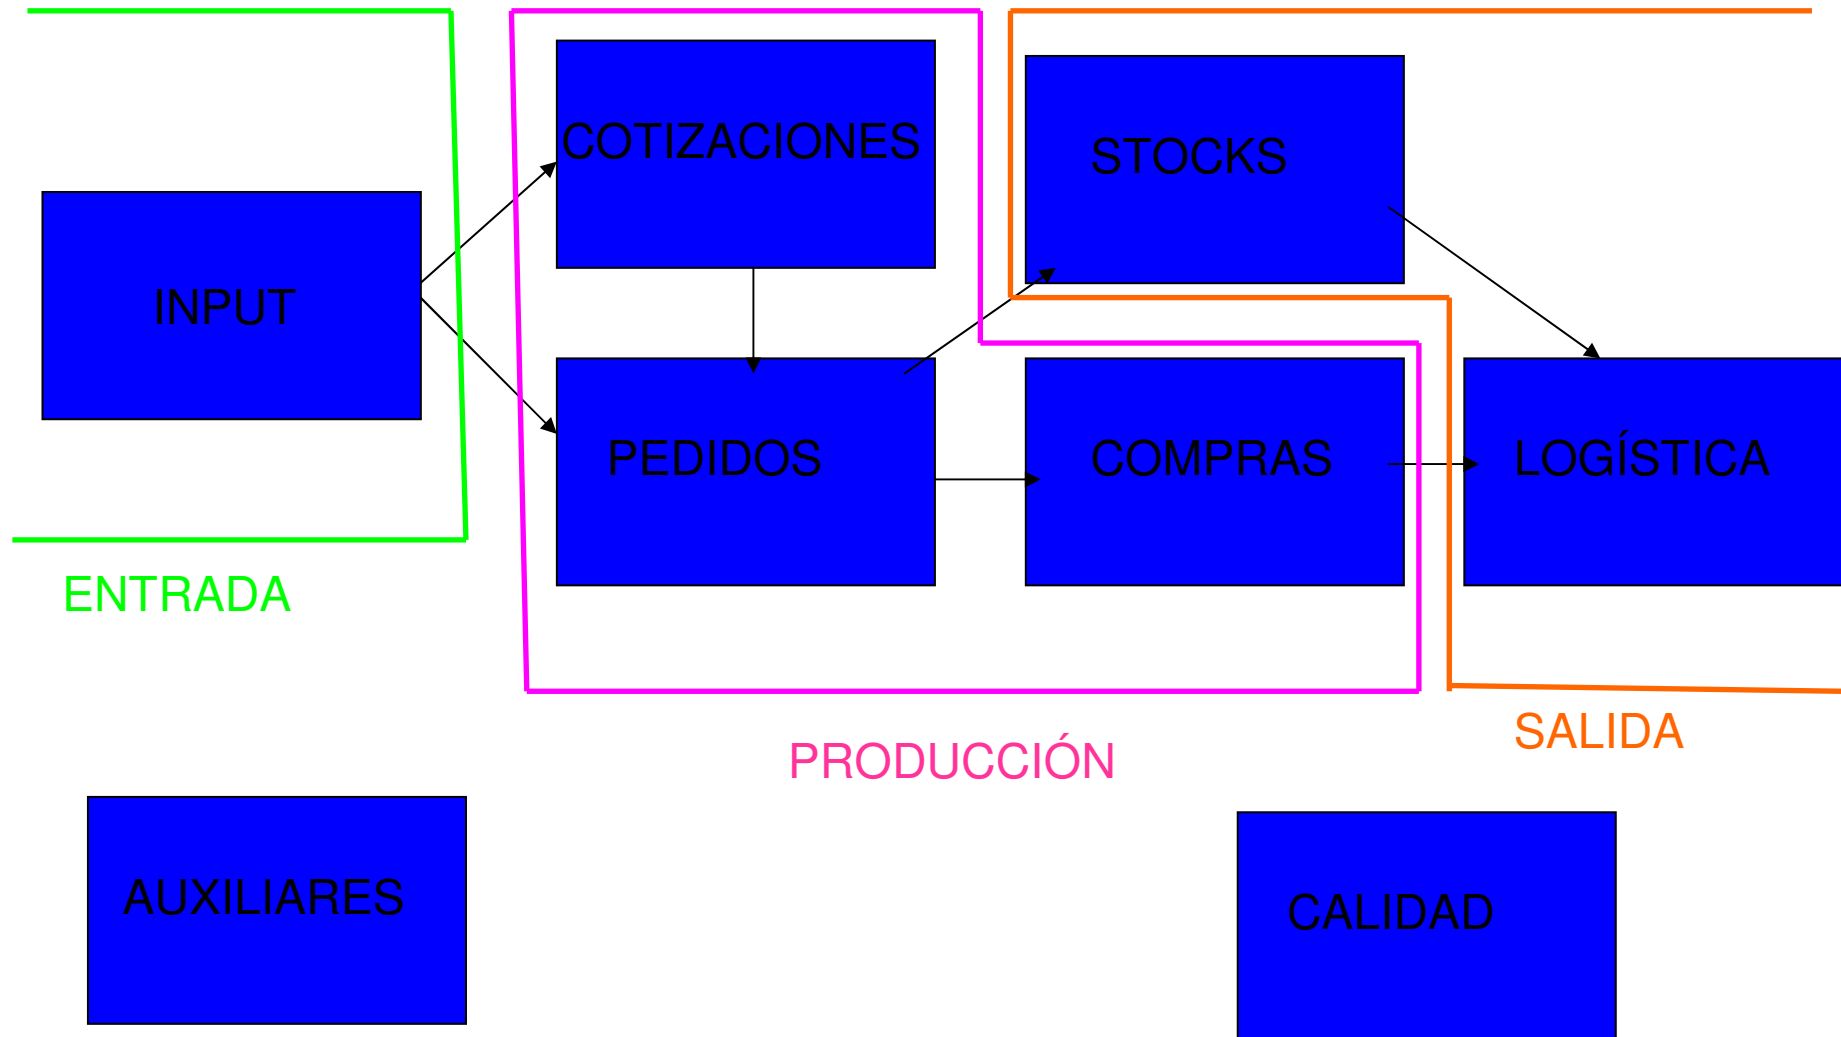 COTIZACIONES
STOCKS
INPUT
PEDIDOS
COMPRAS
LOGÍSTICA
ENTRADA
SALIDA
PRODUCCIÓN
AUXILIARES
CALIDAD